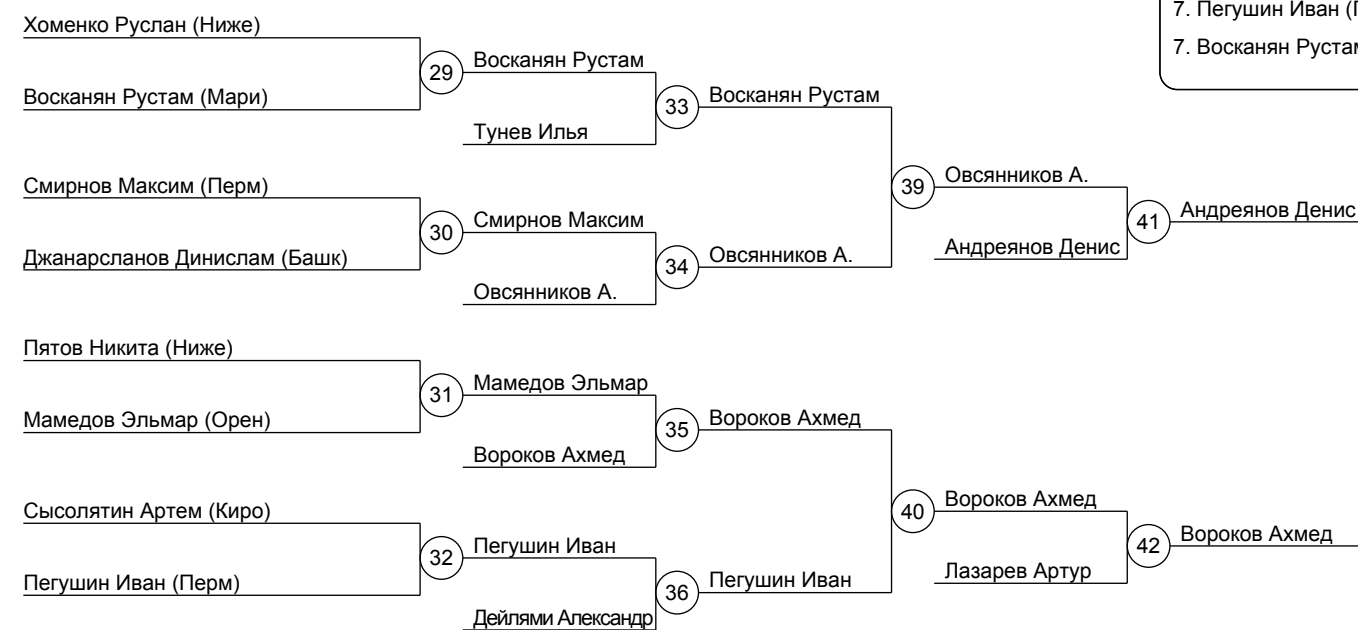 7. Пегушин Иван
7. Восканян
Хоменко Руслан (Ниже)
29
Восканян Рустам
Восканян Рустам (Мари)
33
Восканян Рустам
Тунев Илья
Смирнов Максим (Перм)
39
Овсянников А.
30
Смирнов Максим
41
Андреянов Денис
Джанарсланов Динислам (Башк)
34
Овсянников А.
Андреянов Денис
Овсянников А.
Пятов Никита (Ниже)
31
Мамедов Эльмар
Мамедов Эльмар (Орен)
35
Вороков Ахмед
Вороков Ахмед
Сысолятин Артем (Киро)
40
Вороков Ахмед
32
Пегушин Иван
42
Вороков Ахмед
Пегушин Иван (Перм)
36
Пегушин Иван
Лазарев Артур
Дейлями Александр